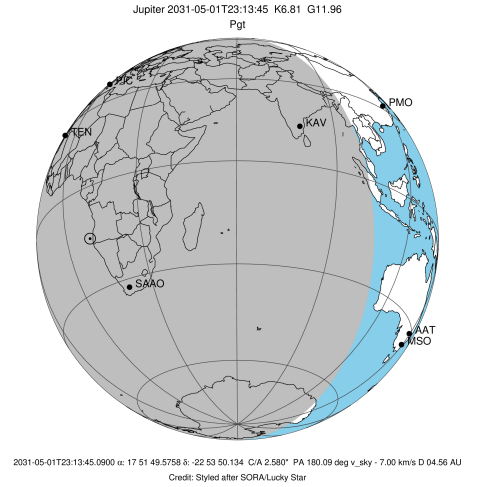 Jupiter 2031-05-01T23:13:45 K6.81 G11.96
Pgt
PIC
PMO
TEN
KAV
SAAO
AAT
MSO
2031-05-01T23:13:45.0900 α: 17 51 49.5758 δ: -22 53 50.134 C/A 2.580" PA 180.09 deg v_sky - 7.00 km/s D 04.56 AU
Credit: Styled after SORA/Lucky Star